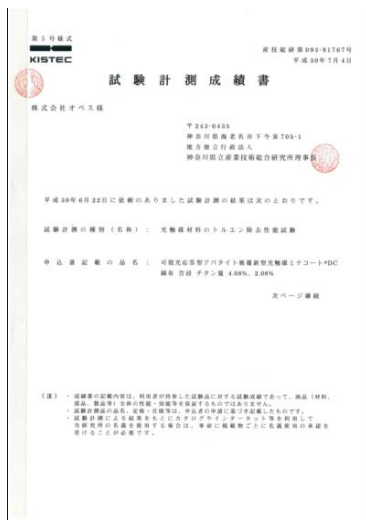 第5号様式
KISTEC
産技総研第093-81767号
平成30年7月4日
試験計測成績書
株式会社オベス様
〒243-0435
神奈川県海老名市下今泉705-1
地方独立行政法人
神奈川県立産業技術総合研究所理事長
平成30年6月22日に依頼のありました試験計測の結果は次のとおりです。
試験計測の種別(名称): 光触媒材料のトルエン除去性能試験
申込書記載の品名: 可視光応答型アパタイト被覆新型光触媒ミナコート®DC
綿布 含浸 チタン量 4.08%、2.08%
次ページ継続
(注) ・成績書の記載内容は、利用者が持参した試験品に対する試験成績であって、商品(材料、
部品、製品等)全体の性能・効能等を保証するものではありません。
・試験計測品の品名、定格・仕様等は、申込者の申請に基づき記載したものです。
・試験計測による結果をもとにカタログやインターネット等を利用して
当研究所の名義を使用する場合は、事前に掲載物ごとに名義使用の承認を
受けることが必要です。